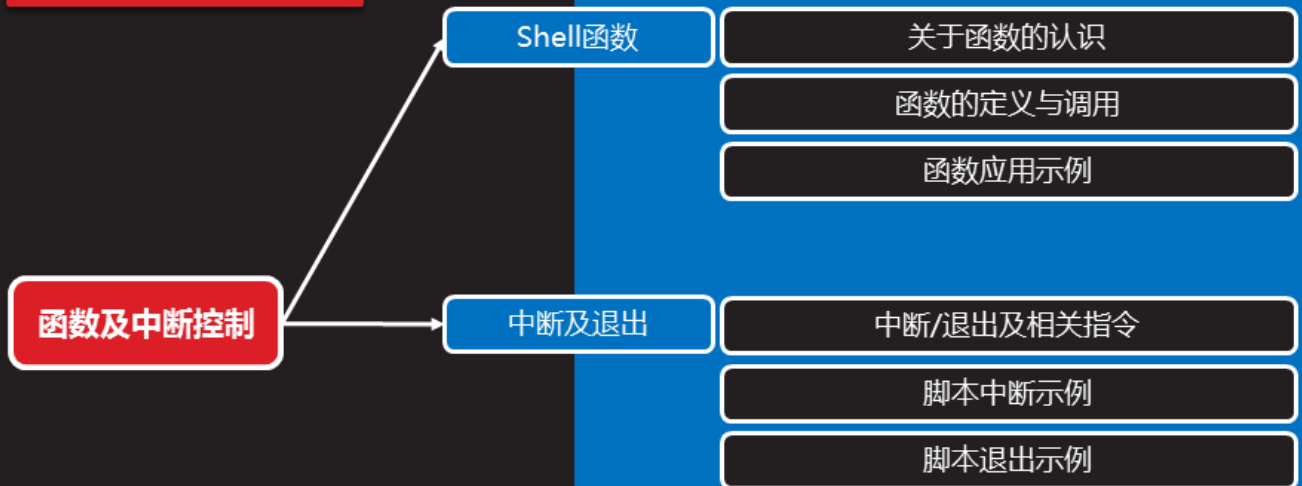 Shell函数
关于函数的认识
函数的定义与调用
函数应用示例
函数及中断控制
中断及退出
中断/退出及相关指令
脚本中断示例
脚本退出示例